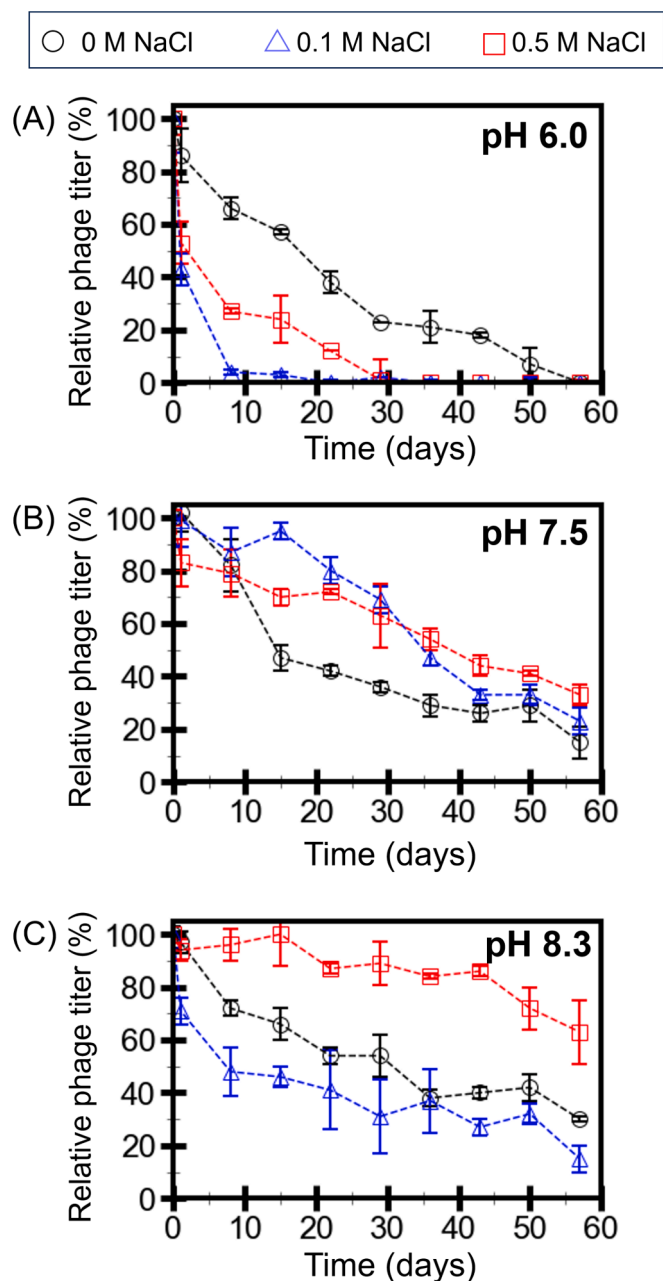 0 M NaCl 0.1 M NaCl 0.5 M NaCl
(A)
Relative phage titer (%)
100
80
60
40
20
0
pH 6.0
0 10 20 30 40 50 60
Time (days)
(B)
Relative phage titer (%)
100
80
60
40
20
0
pH 7.5
0 10 20 30 40 50 60
Time (days)
(C)
Relative phage titer (%)
100
80
60
40
20
0
pH 8.3
0 10 20 30 40 50 60
Time (days)